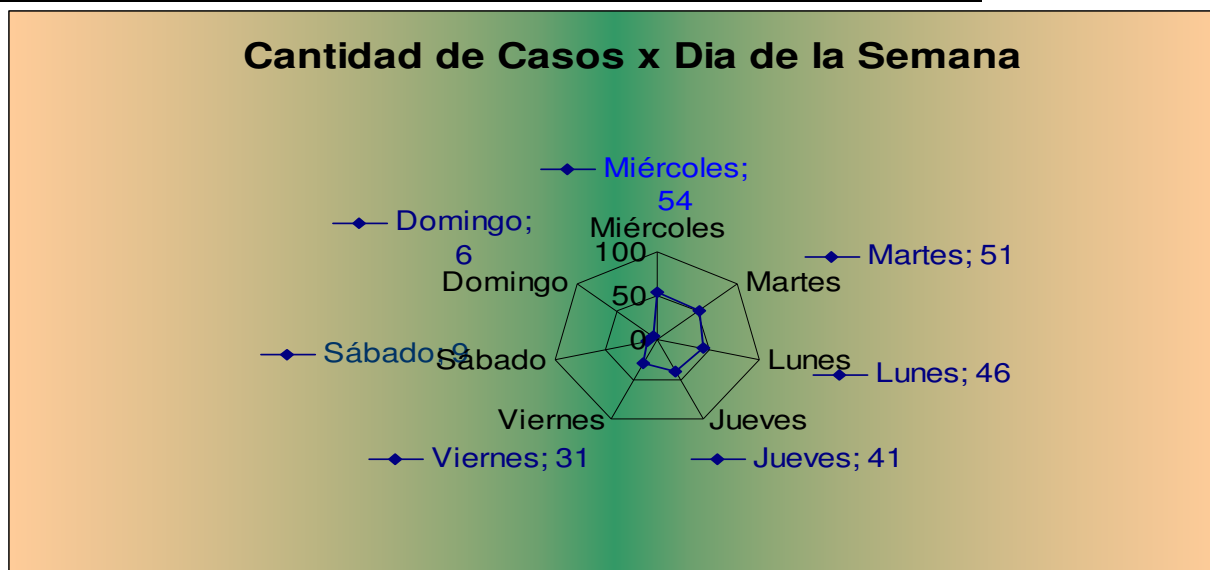 Cantidad de Casos x Dia de la Semana
Miércoles;
54
Domingo;
6
Miércoles
100
Martes; 51
Domingo
Martes
50
0
Sábado; 9
Sábado
Lunes
Lunes; 46
Viernes
Jueves
Viernes; 31
Jueves; 41